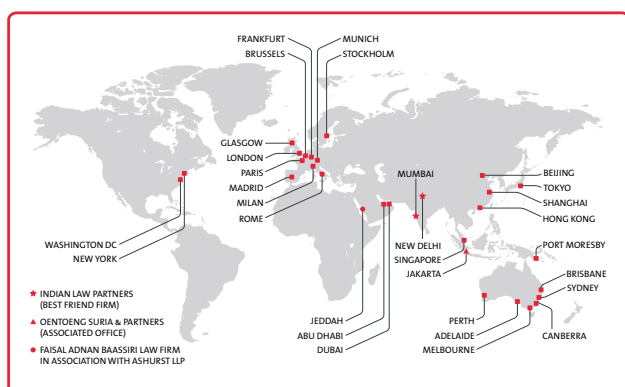 FRANKFURT
MUNICH
BRUSSELS
STOCKHOLM
GLASGOW
LONDON
PARIS
MADRID
MILAN
ROME
MUMBAI
BEIJING
TOKYO
SHANGHAI
HONG KONG
WASHINGTON DC
NEW YORK
NEW DELHI
SINGAPORE
JAKARTA
PORT MORESBY
BRISBANE
SYDNEY
JEDDAH
ABU DHABI
DUBAI
PERTH
ADELAIDE
MELBOURNE
CANBERRA
INDIAN LAW PARTNERS
(BEST FRIEND FIRM)
OENTOENG SURIA & PARTNERS
(ASSOCIATED OFFICE)
FAISAL ADNAN BAASSIRI LAW FIRM
IN ASSOCIATION WITH ASHURST LLP